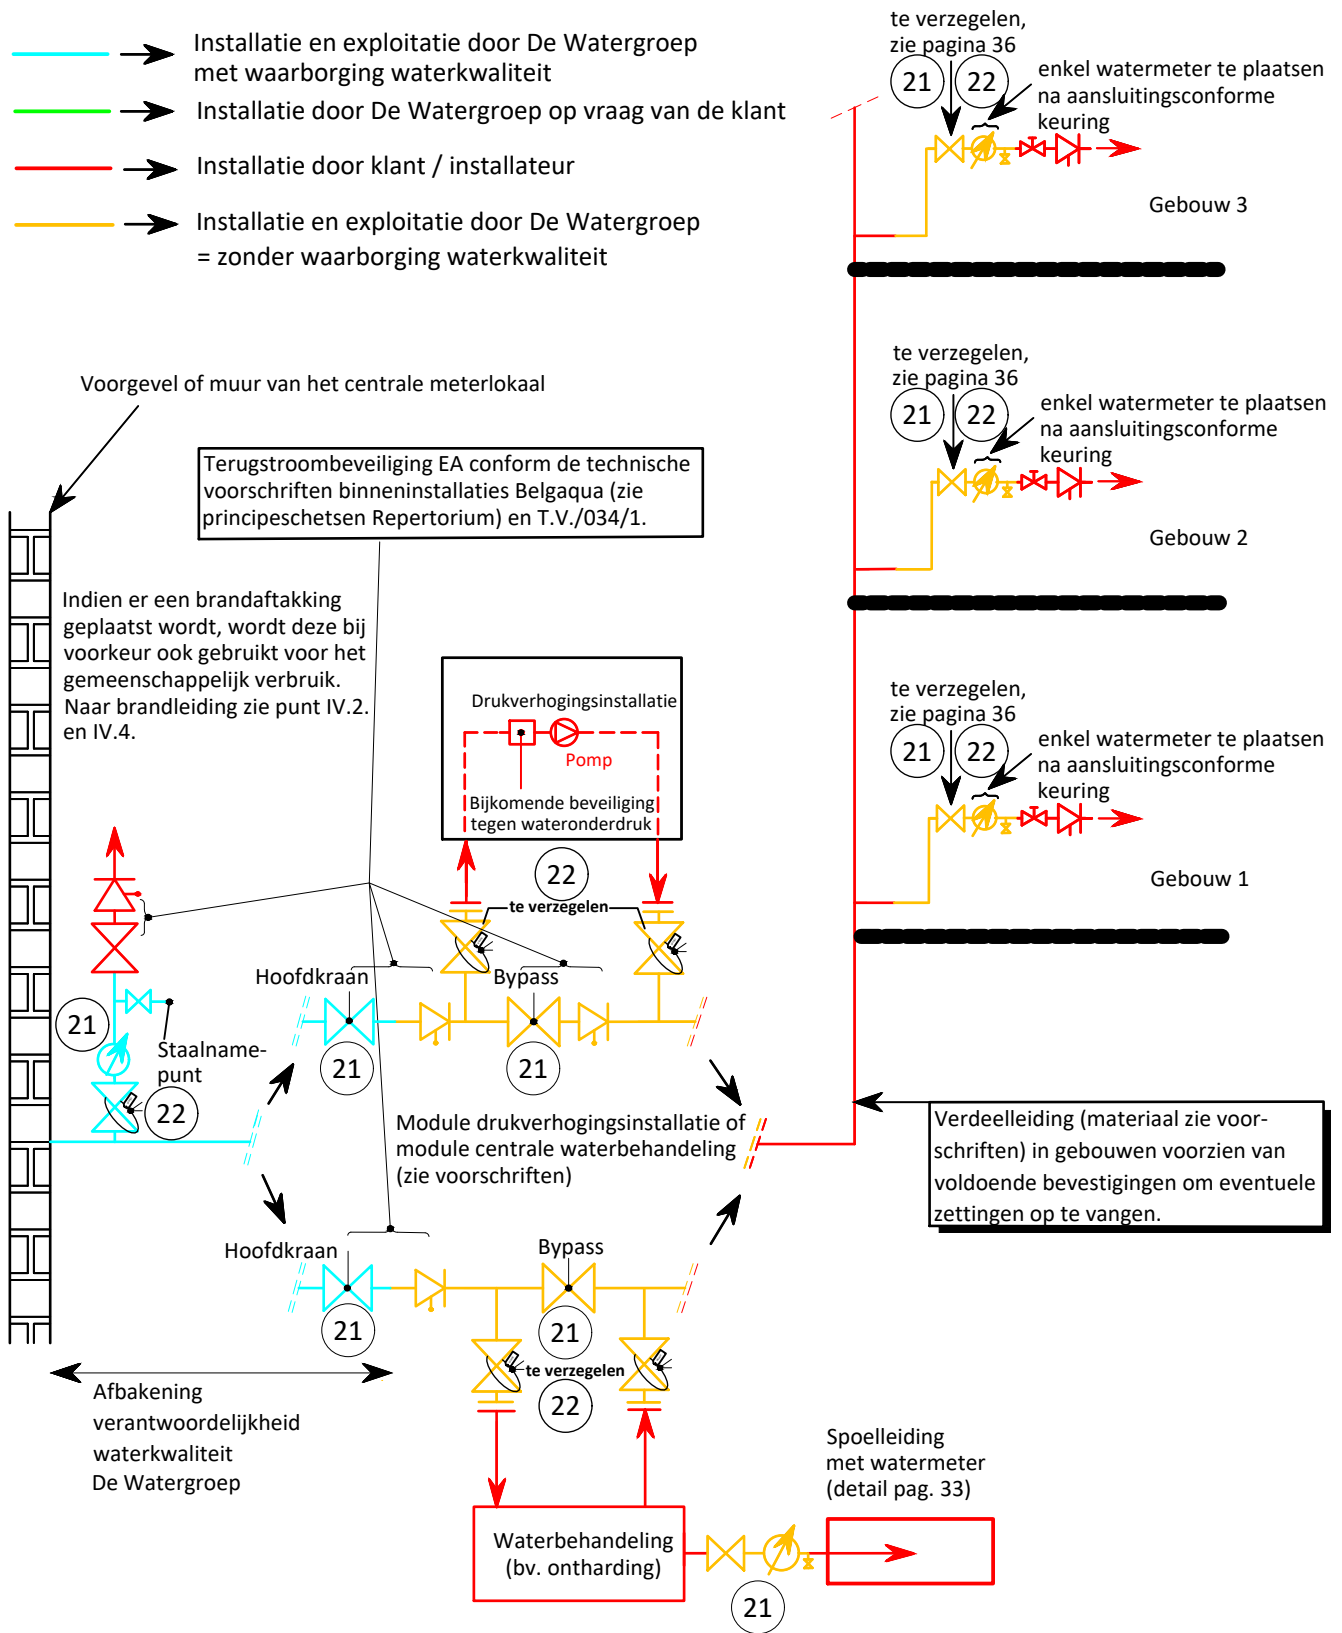 Installatie en exploitatie door De Watergroep
met waarborging waterkwaliteit
Installatie door De Watergroep op vraag van de klant
Installatie door klant / installateur
Installatie en exploitatie door De Watergroep
= zonder waarborging waterkwaliteit
te verzegelen,
zie pagina 36
21
22
enkel watermeter te plaatsen
na aansluitingsconforme
keuring
Gebouw 3
te verzegelen,
zie pagina 36
21
22
enkel watermeter te plaatsen
na aansluitingsconforme
keuring
Gebouw 2
te verzegelen,
zie pagina 36
21
22
enkel watermeter te plaatsen
na aansluitingsconforme
keuring
Gebouw 1
Voorgevel of muur van het centrale meterlokaal
Terugstroombeveiliging EA conform de technische
voorschriften binneninstallaties Belgaqua (zie
principeschetsen Repertorium) en T.V./034/1.
Indien er een brandaftakking
geplaatst wordt, wordt deze bij
voorkeur ook gebruikt voor het
gemeenschappelijk verbruik.
Naar brandleiding zie punt IV.2.
en IV.4.
Drukverhogingsinstallatie
Pomp
Bijkomende beveiliging
tegen wateronderdruk
22
te verzegelen
Hoofdkraan
Bypass
21
21
21
Staalname-
punt
22
Module drukverhogingsinstallatie of
module centrale waterbehandeling
(zie voorschriften)
Verdeelleiding (materiaal zie voor-
schriften) in gebouwen voorzien van
voldoende bevestigingen om eventuele
zettingen op te vangen.
Hoofdkraan
Bypass
21
21
te verzegelen
22
Afbakening
verantwoordelijkheid
waterkwaliteit
De Watergroep
Spoelleiding
met watermeter
(detail pag. 33)
Waterbehandeling
(bv. ontharding)
21